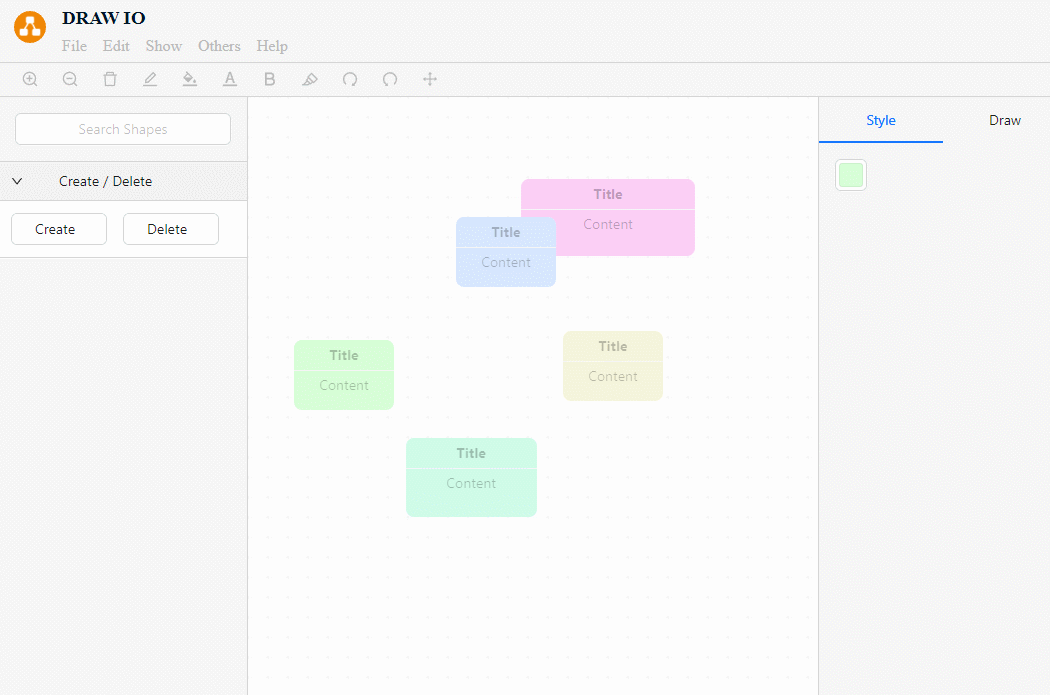 DRAW IO
File Edit Show Others Help
A B
Search Shapes
Style Draw
Create / Delete
Create Delete
Title
Content
Title
Content
Title
Content
Title
Content
Title
Content